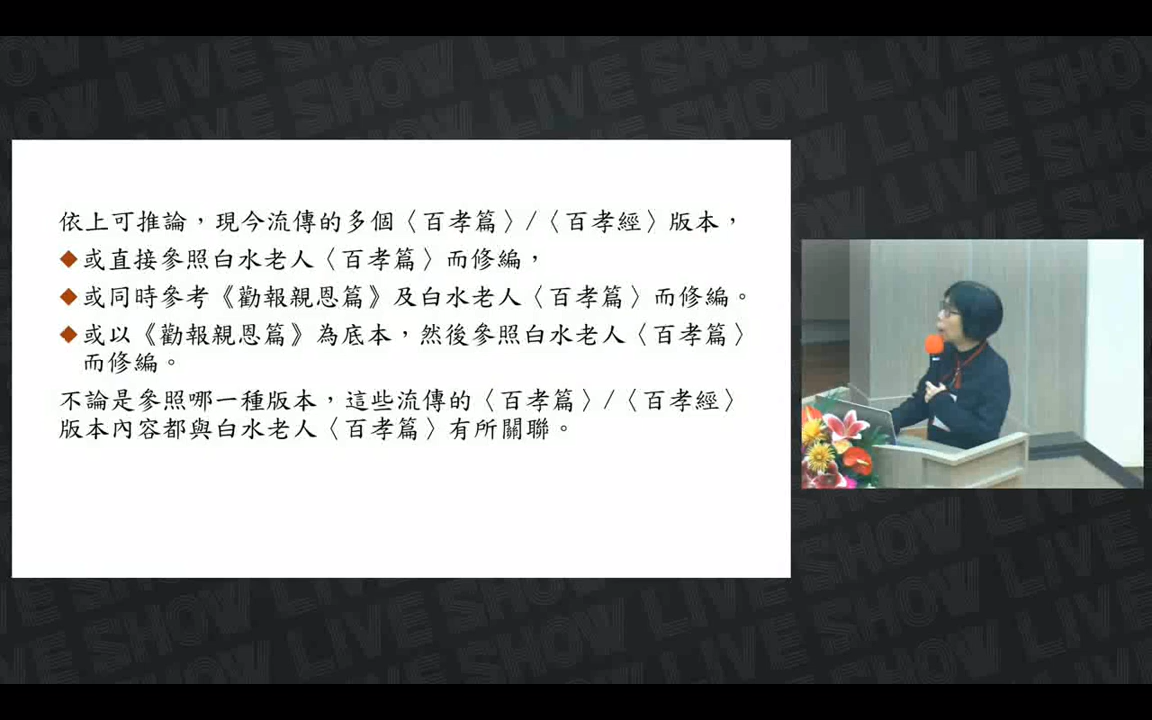 依上可推論，現今流傳的多個〈百孝篇〉/〈百孝經〉版本，
◆或直接參照白水老人〈百孝篇〉而修編，
◆或同時參考《勸報親恩篇》及白水老人〈百孝篇〉而修編。
◆或以《勸報親恩篇》為底本，然後參照白水老人〈百孝篇〉
而修編。
不論是參照哪一種版本，這些流傳的〈百孝篇〉/〈百孝經〉
版本內容都與白水老人〈百孝篇〉有所關聯。
LIVE SHOW